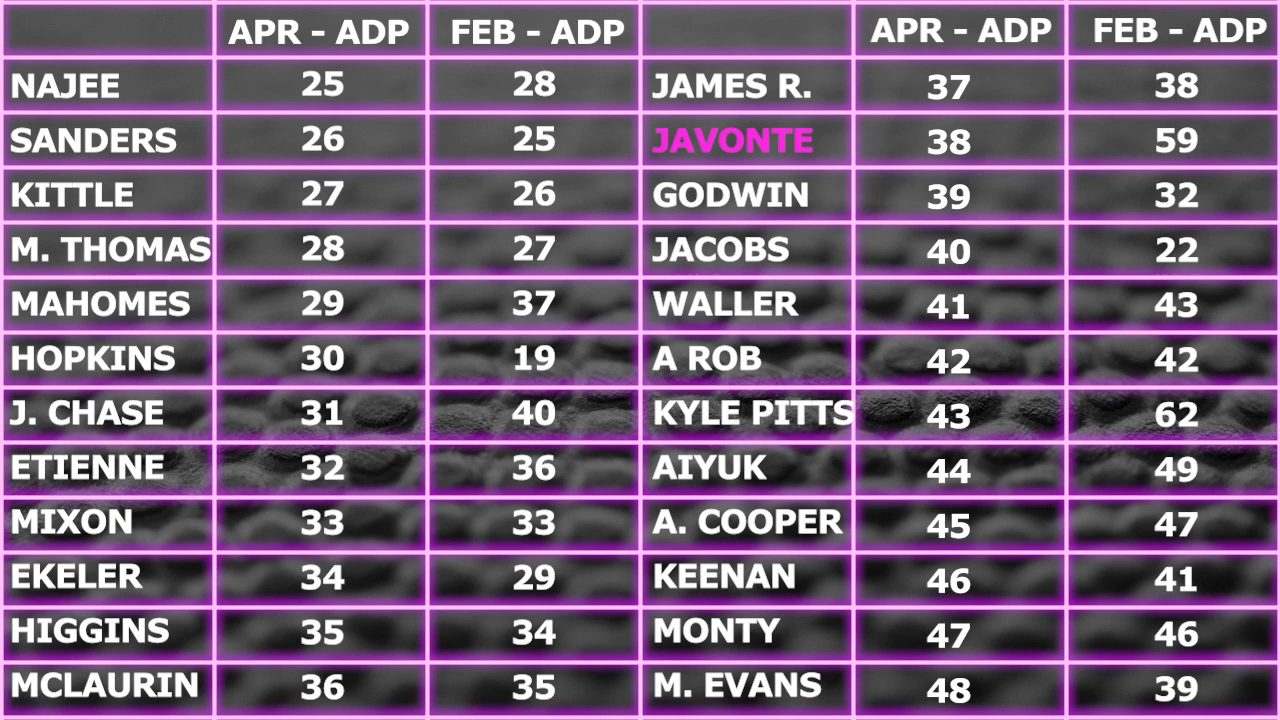 APR - ADP FEB - ADP APR - ADP FEB - ADP
NAJEE 25 28 JAMES R. 37 38
SANDERS 26 25 JAVONTE 38 59
KITTLE 27 26 GODWIN 39 32
M. THOMAS 28 27 JACOBS 40 22
MAHOMES 29 37 WALLER 41 43
HOPKINS 30 19 A ROB 42 42
J. CHASE 31 40 KYLE PITTS 43 62
ETIENNE 32 36 AIYUK 44 49
MIXON 33 33 A. COOPER 45 47
EKELER 34 29 KEENAN 46 41
HIGGINS 35 34 MONTY 47 46
MCLAURIN 36 35 M. EVANS 48 39